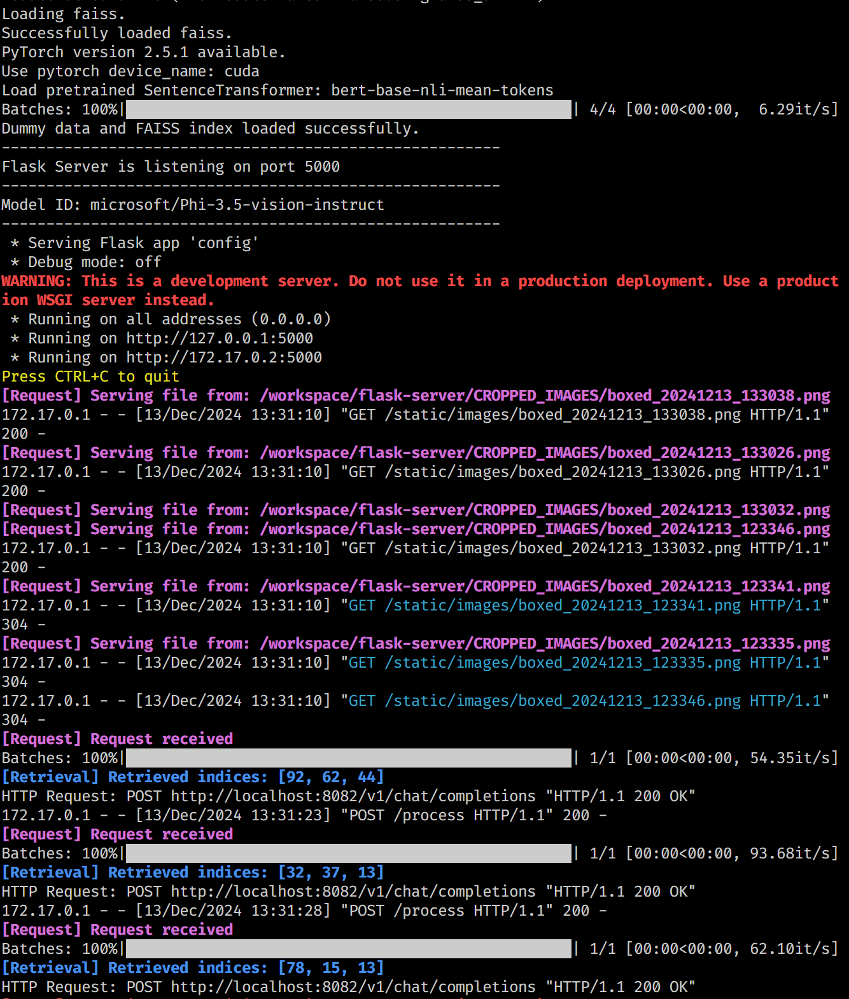 Loading faiss.
Successfully loaded faiss.
PyTorch version 2.5.1 available.
Use pytorch device_name: cuda
Load pretrained SentenceTransformer: bert-base-nli-mean-tokens
Batches: 100%|          | 4/4 [00:00<00:00,  6.29it/s]
Dummy data and FAISS index loaded successfully.
--------------------------------------------------------
Flask Server is listening on port 5000
--------------------------------------------------------
Model ID: microsoft/Phi-3.5-vision-instruct
--------------------------------------------------------
 * Serving Flask app 'config'
 * Debug mode: off
WARNING: This is a development server. Do not use it in a production deployment. Use a product
ion WSGI server instead.
 * Running on all addresses (0.0.0.0)
 * Running on http://127.0.0.1:5000
 * Running on http://172.17.0.2:5000
Press CTRL+C to quit
[Request] Serving file from: /workspace/flask-server/CROPPED_IMAGES/boxed_20241213_133038.png
172.17.0.1 - - [13/Dec/2024 13:31:10] "GET /static/images/boxed_20241213_133038.png HTTP/1.1"
200 -
[Request] Serving file from: /workspace/flask-server/CROPPED_IMAGES/boxed_20241213_133026.png
172.17.0.1 - - [13/Dec/2024 13:31:10] "GET /static/images/boxed_20241213_133026.png HTTP/1.1"
200 -
[Request] Serving file from: /workspace/flask-server/CROPPED_IMAGES/boxed_20241213_133032.png
[Request] Serving file from: /workspace/flask-server/CROPPED_IMAGES/boxed_20241213_123346.png
172.17.0.1 - - [13/Dec/2024 13:31:10] "GET /static/images/boxed_20241213_133032.png HTTP/1.1"
200 -
[Request] Serving file from: /workspace/flask-server/CROPPED_IMAGES/boxed_20241213_123341.png
172.17.0.1 - - [13/Dec/2024 13:31:10] "GET /static/images/boxed_20241213_123341.png HTTP/1.1"
304 -
[Request] Serving file from: /workspace/flask-server/CROPPED_IMAGES/boxed_20241213_123335.png
172.17.0.1 - - [13/Dec/2024 13:31:10] "GET /static/images/boxed_20241213_123335.png HTTP/1.1"
304 -
172.17.0.1 - - [13/Dec/2024 13:31:10] "GET /static/images/boxed_20241213_123346.png HTTP/1.1"
304 -
[Request] Request received
Batches: 100%|          | 1/1 [00:00<00:00, 54.35it/s]
[Retrieval] Retrieved indices: [92, 62, 44]
HTTP Request: POST http://localhost:8082/v1/chat/completions "HTTP/1.1 200 OK"
172.17.0.1 - - [13/Dec/2024 13:31:23] "POST /process HTTP/1.1" 200 -
[Request] Request received
Batches: 100%|          | 1/1 [00:00<00:00, 93.68it/s]
[Retrieval] Retrieved indices: [32, 37, 13]
HTTP Request: POST http://localhost:8082/v1/chat/completions "HTTP/1.1 200 OK"
172.17.0.1 - - [13/Dec/2024 13:31:28] "POST /process HTTP/1.1" 200 -
[Request] Request received
Batches: 100%|          | 1/1 [00:00<00:00, 62.10it/s]
[Retrieval] Retrieved indices: [78, 15, 13]
HTTP Request: POST http://localhost:8082/v1/chat/completions "HTTP/1.1 200 OK"